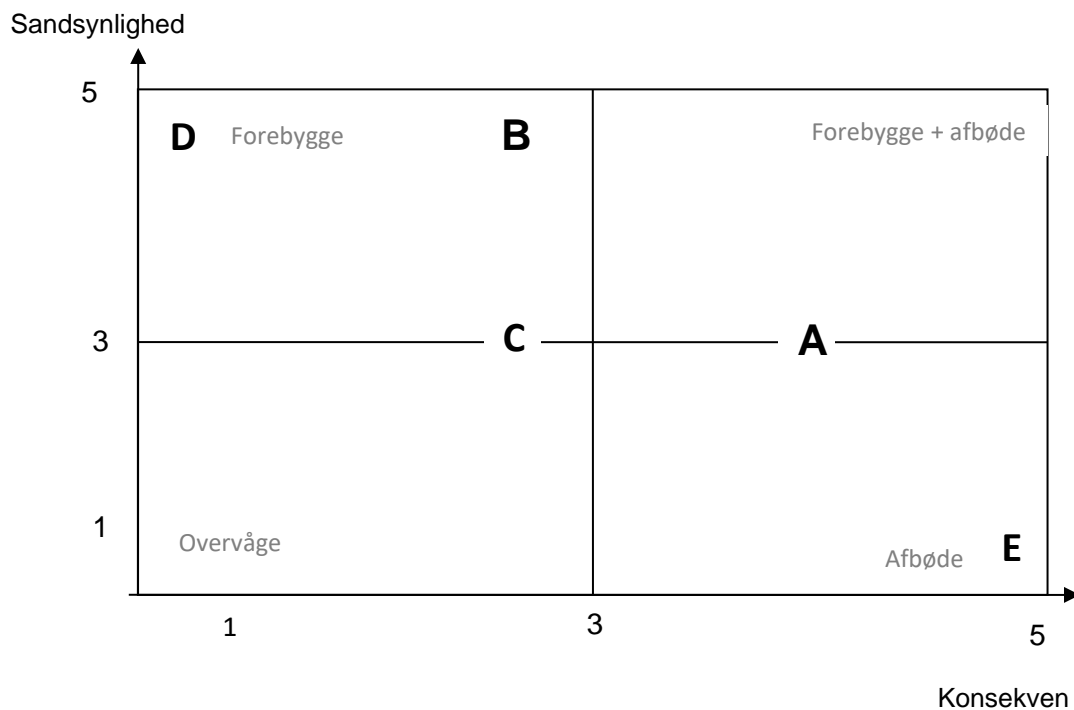 Sandsynlighed
5
D Forebygge B Forebygge + afbøde
3 C A
1
Overvåge Afbøde E
1 3 5
Konsekven